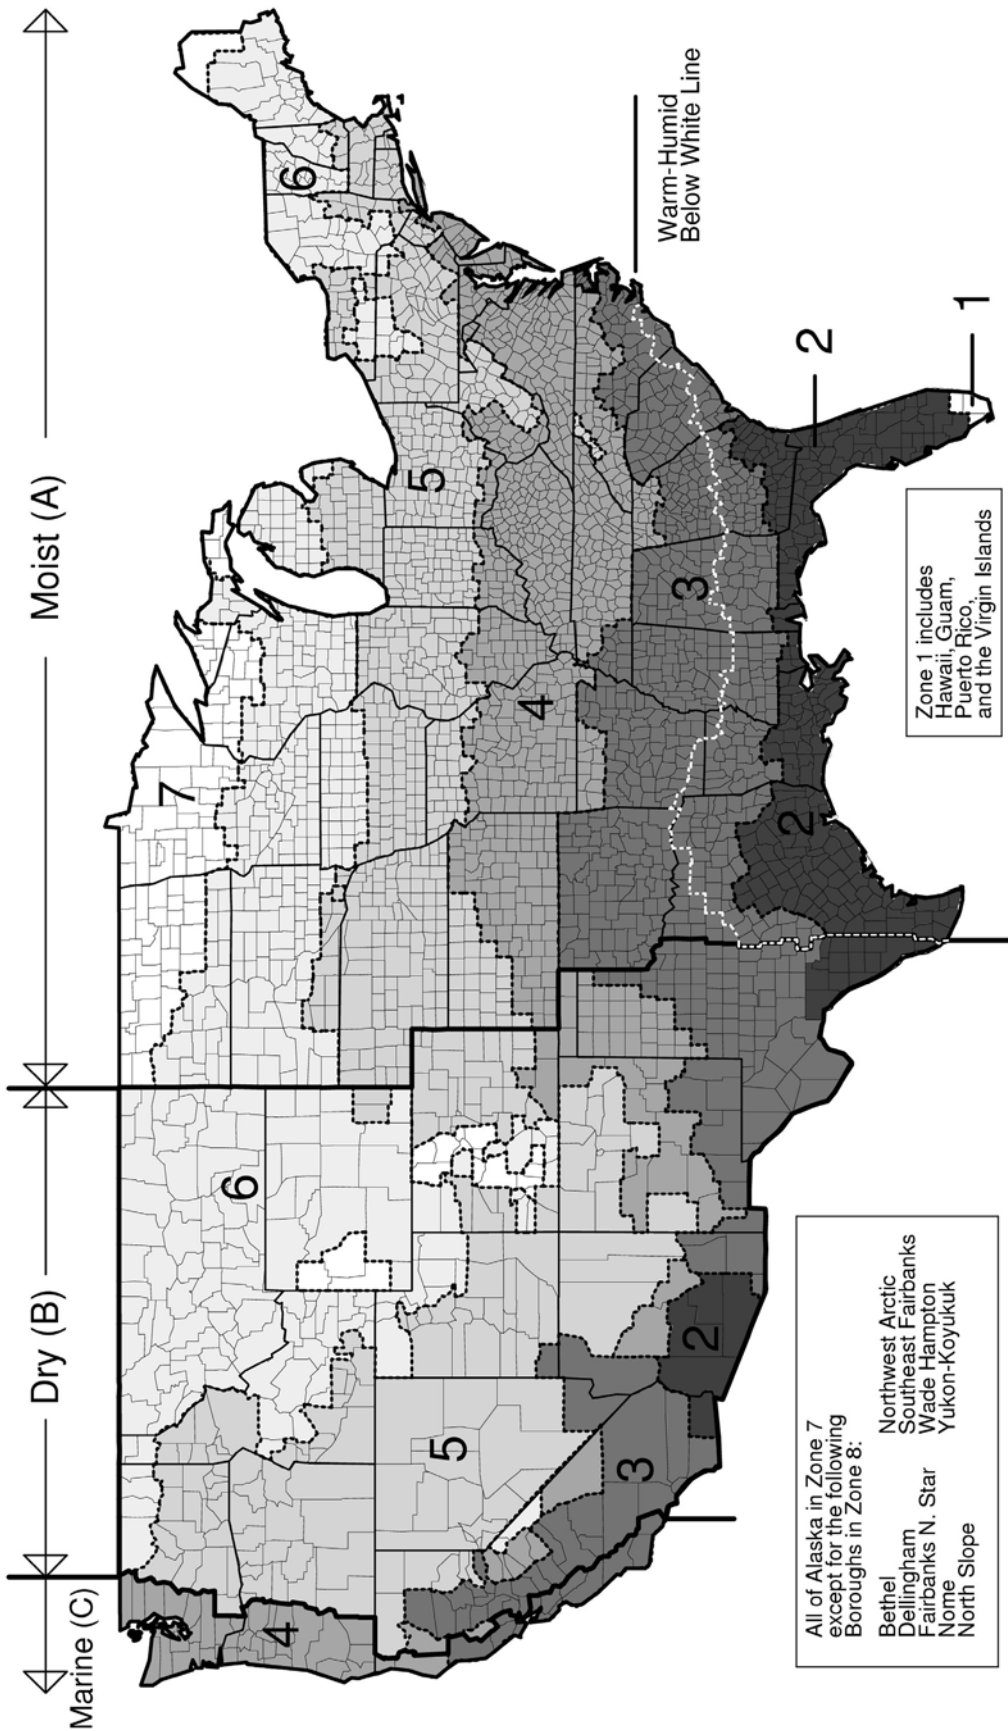 Marine (C)
Dry (B)
Moist (A)
7
6
6
5
5
4
4
3
3
2
2
2
1
Warm-Humid
Below White Line
All of Alaska in Zone 7
except for the following
Boroughs in Zone 8:
Bethel
Dellingham
Fairbanks N. Star
Nome
North Slope
Northwest Arctic
Southeast Fairbanks
Wade Hampton
Yukon-Koyukuk
Zone 1 includes
Hawaii, Guam,
Puerto Rico,
and the Virgin Islands